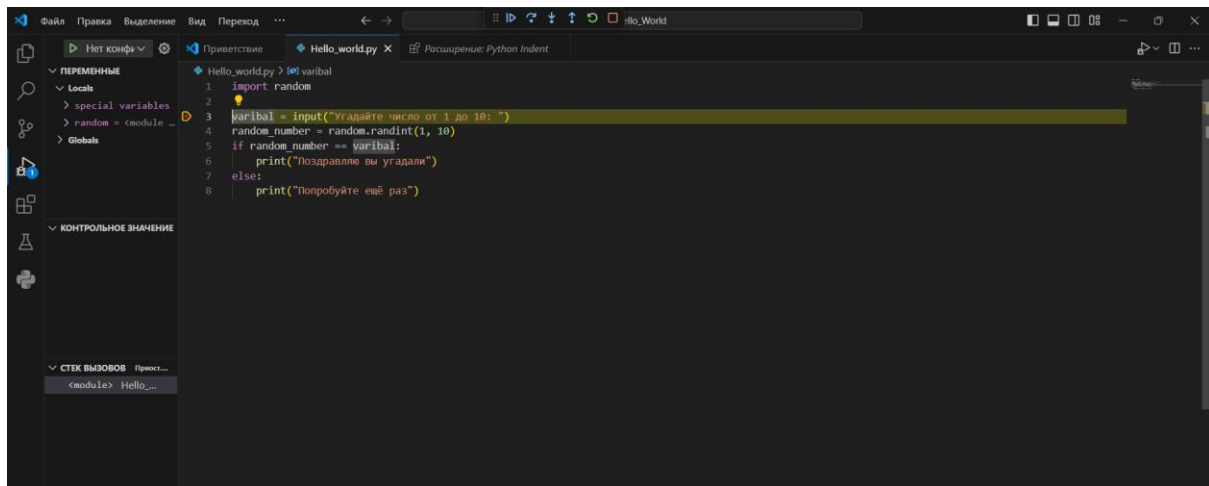 Файл Правка Выделение Вид Переход ··· llo_World
Нет конфи Приветствие Hello_world.py Расширение: Python Indent
ПЕРЕМЕННЫЕ
Locals
special variables
random = <module
Globals
КОНТРОЛЬНОЕ ЗНАЧЕНИЕ
СТЕК ВЫЗОВОВ Приост...
<module> Hello_...
1
Hello_world.py > varibal
1 import random
2
3 varibal = input("Угадайте число от 1 до 10: ")
4 random_number = random.randint(1, 10)
5 if random_number == varibal:
6 print("Поздравляю вы угадали")
7 else:
8 print("Попробуйте ещё раз")